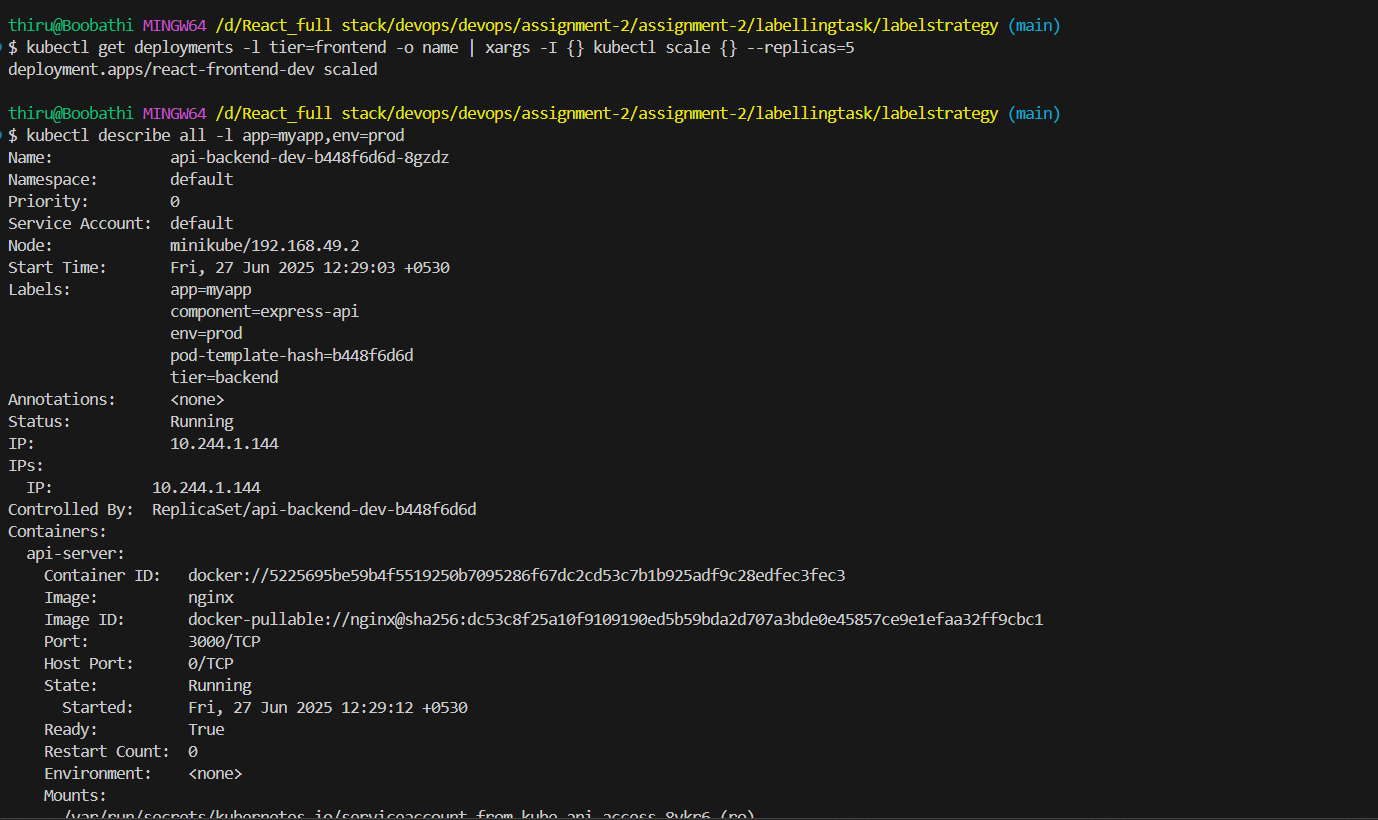 thiru@Boobathi MINGW64 /d/React_full stack/devops/devops/assignment-2/assignment-2/labellingtask/labelstrategy (main)
$ kubectl get deployments -l tier=frontend -o name | xargs -I {} kubectl scale {} --replicas=5
deployment.apps/react-frontend-dev scaled
thiru@Boobathi MINGW64 /d/React_full stack/devops/devops/assignment-2/assignment-2/labellingtask/labelstrategy (main)
$ kubectl describe all -l app=myapp,env=prod
Name:             api-backend-dev-b448f6d6d-8gzdz
Namespace:        default
Priority:         0
Service Account:  default
Node:             minikube/192.168.49.2
Start Time:       Fri, 27 Jun 2025 12:29:03 +0530
Labels:           app=myapp
                  component=express-api
                  env=prod
                  pod-template-hash=b448f6d6d
                  tier=backend
Annotations:      <none>
Status:           Running
IP:               10.244.1.144
IPs:
  IP:           10.244.1.144
Controlled By:  ReplicaSet/api-backend-dev-b448f6d6d
Containers:
  api-server:
    Container ID:   docker://5225695be59b4f5519250b7095286f67dc2cd53c7b1b925adf9c28edfec3fec3
    Image:          nginx
    Image ID:       docker-pullable://nginx@sha256:dc53c8f25a10f9109190ed5b59bda2d707a3bde0e45857ce9e1efaa32ff9cbc1
    Port:           3000/TCP
    Host Port:      0/TCP
    State:          Running
      Started:      Fri, 27 Jun 2025 12:29:12 +0530
    Ready:          True
    Restart Count:  0
    Environment:    <none>
    Mounts:
      /var/run/secrets/kubernetes.io/serviceaccount from (ro)